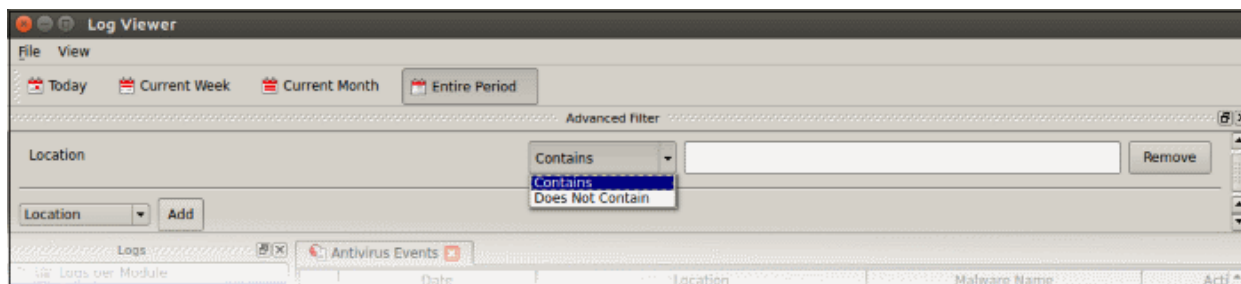 Log Viewer
File View
Today Current Week Current Month Entire Period
Advanced Filter
Location Contains Remove
Contains
Does Not Contain
Location Add
Logs Antivirus Events
Logs per Module Date Location Malware Name Acti